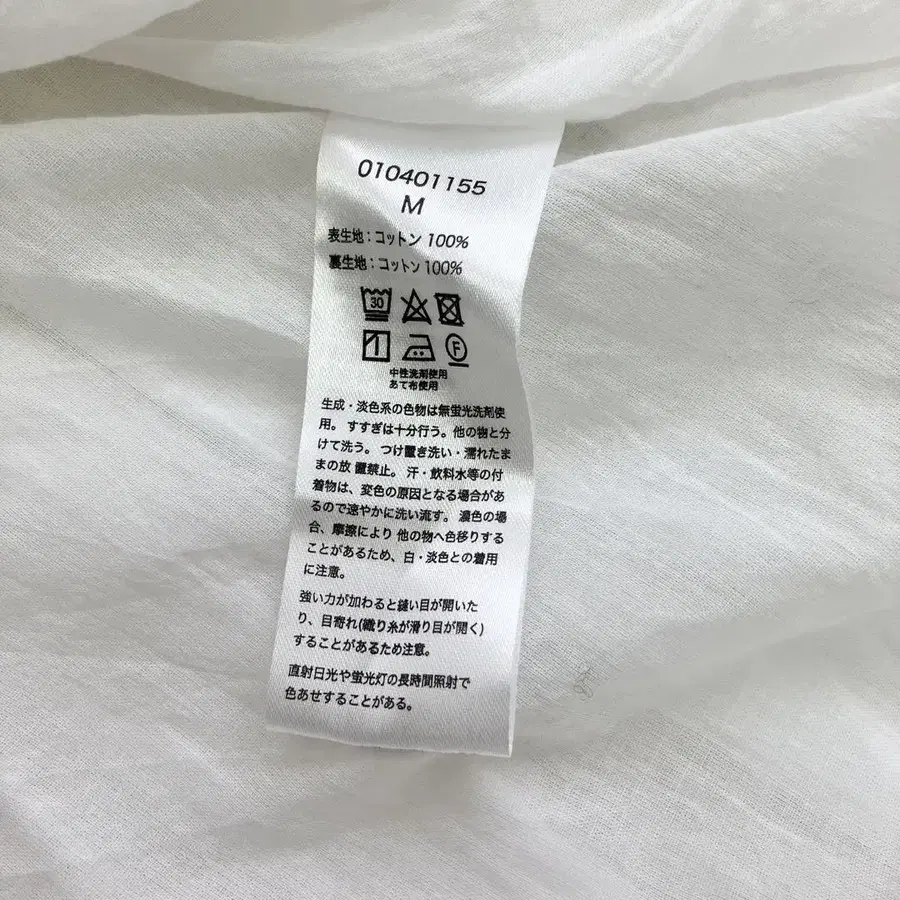 010401155
M
表生地：コットン 100%
裏生地：コットン 100%
30
F
中性洗剤使用
あて布使用
生成・淡色系の色物は無蛍光洗剤使
用。 すすぎは十分行う。他の物と分
けて洗う。 つけ置き洗い・濡れたま
まの放 置禁止。 汗・飲料水等の付
着物は、変色の原因となる場合があ
るので速やかに洗い流す。 濃色の場
合、摩擦により 他の物へ色移りする
ことがあるため、白・淡色との着用
に注意。
強い力が加わると縫い目が開いた
り、目寄れ(織り糸が滑り目が開く)
することがあるため注意。
直射日光や蛍光灯の長時間照射で
色あせすることがある。